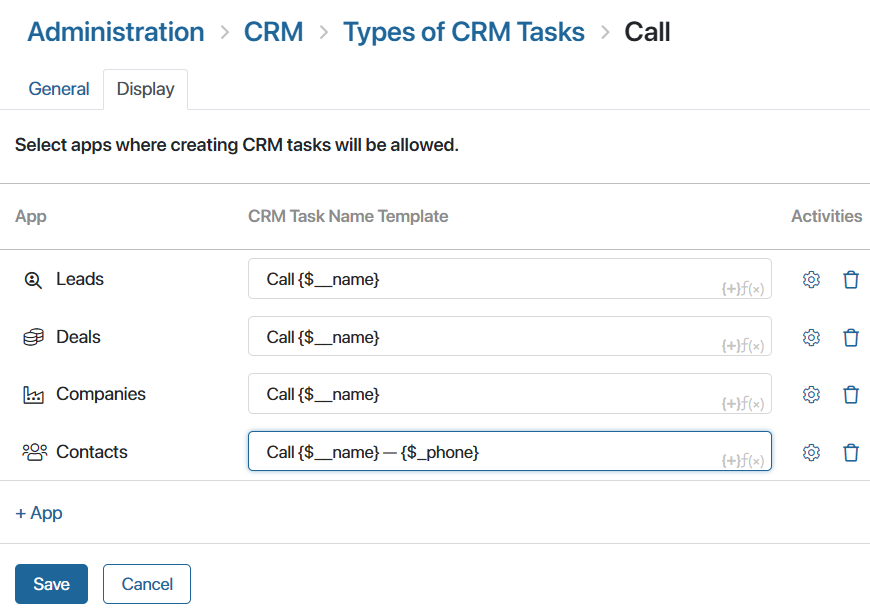 Administration > CRM > Types of CRM Tasks > Call
General Display
Select apps where creating CRM tasks will be allowed.
App CRM Task Name Template Activities
Leads Call {$__name} {+}ƒ(×)
Deals Call {$__name} {+}ƒ(×)
Companies Call {$__name} {+}ƒ(×)
Contacts Call {$__name} — {$_phone} {+}ƒ(×)
+ App
Save Cancel